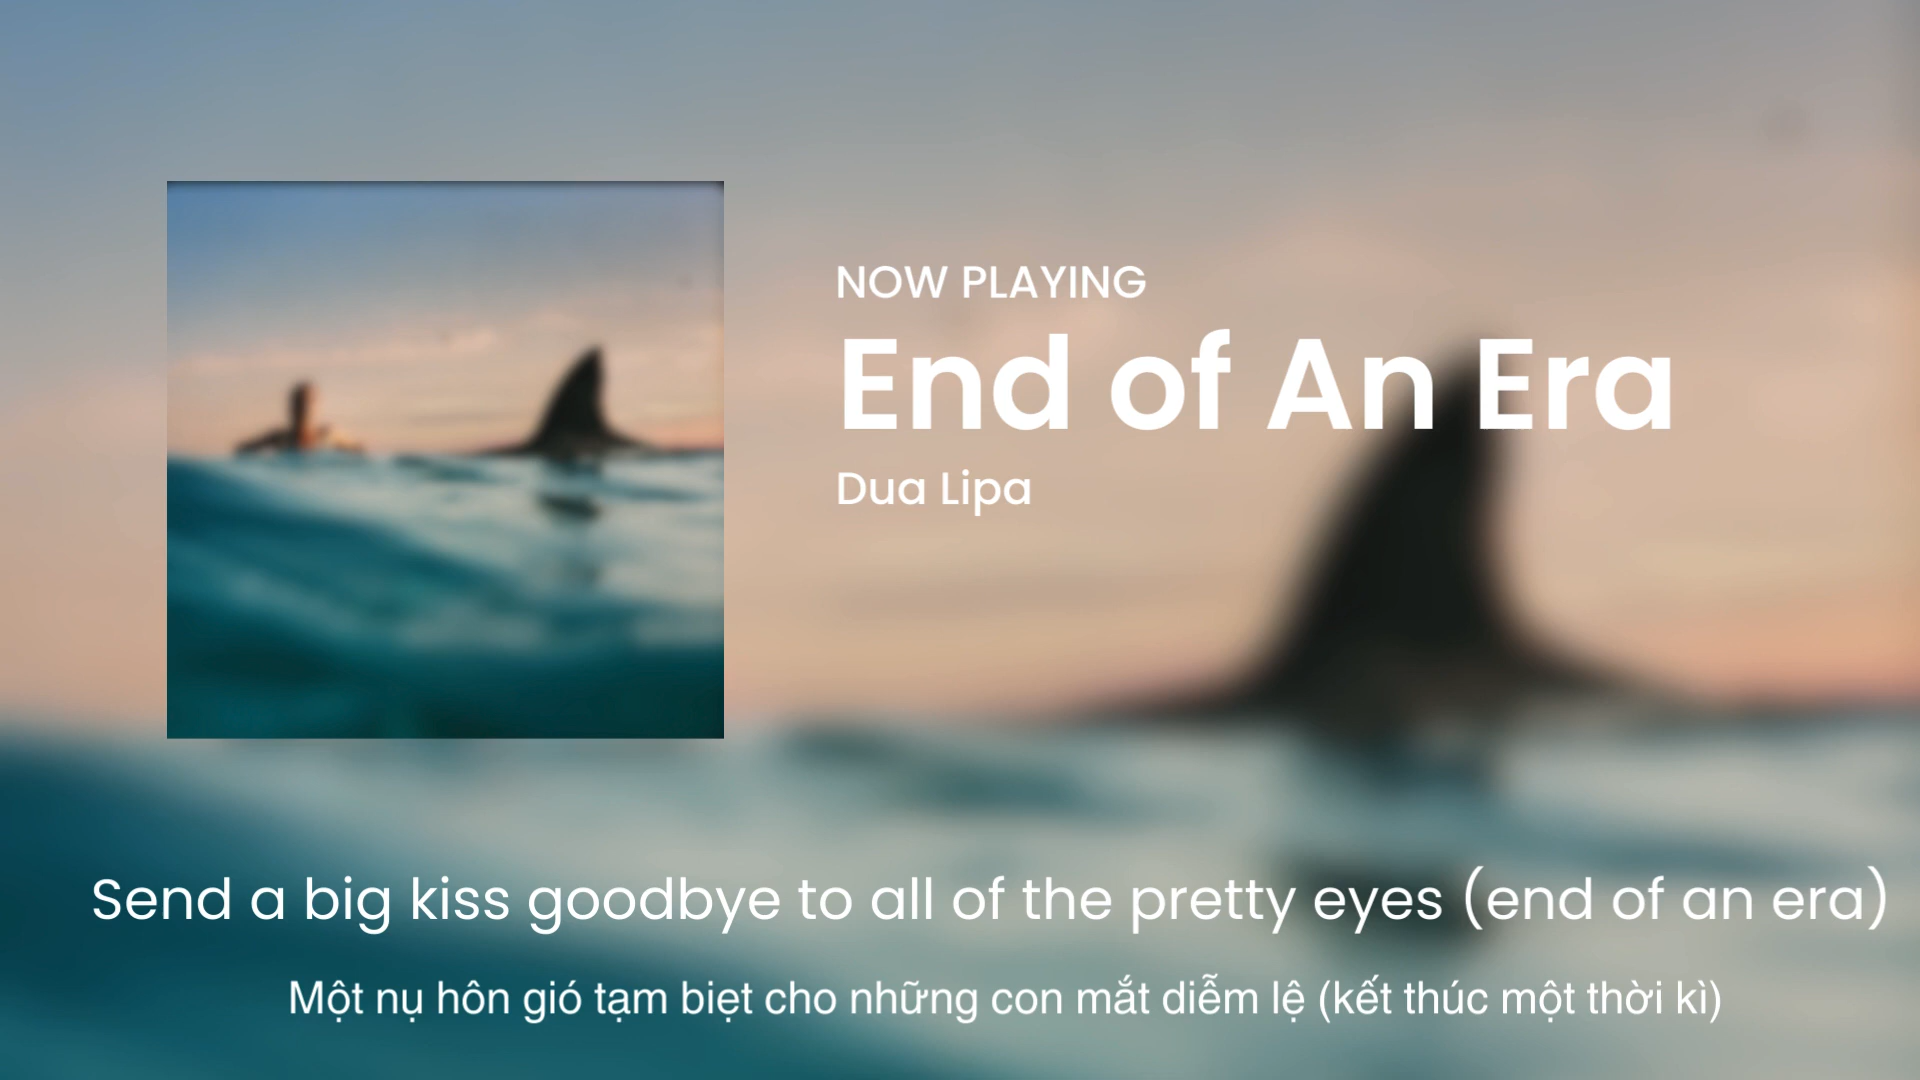 NOW PLAYING
End of An Era
Dua Lipa
Send a big kiss goodbye to all of the pretty eyes (end of an era)
Một nụ hôn gió tạm biệt cho những con mắt diễm lệ (kết thúc một thời kì)